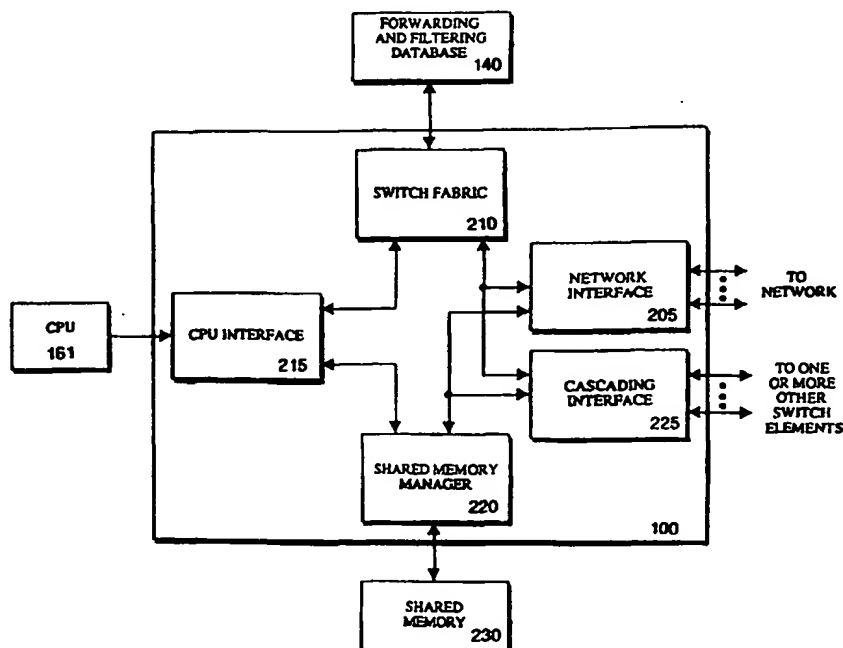 FORWARDING
AND FILTERING
DATABASE
140
SWITCH FABRIC
210
NETWORK
INTERFACE
205
TO
NETWORK
CPU
161
CPU INTERFACE
215
CASCADING
INTERFACE
225
TO ONE
OR MORE
OTHER
SWITCH
ELEMENTS
SHARED MEMORY
MANAGER
220
100
SHARED
MEMORY
230